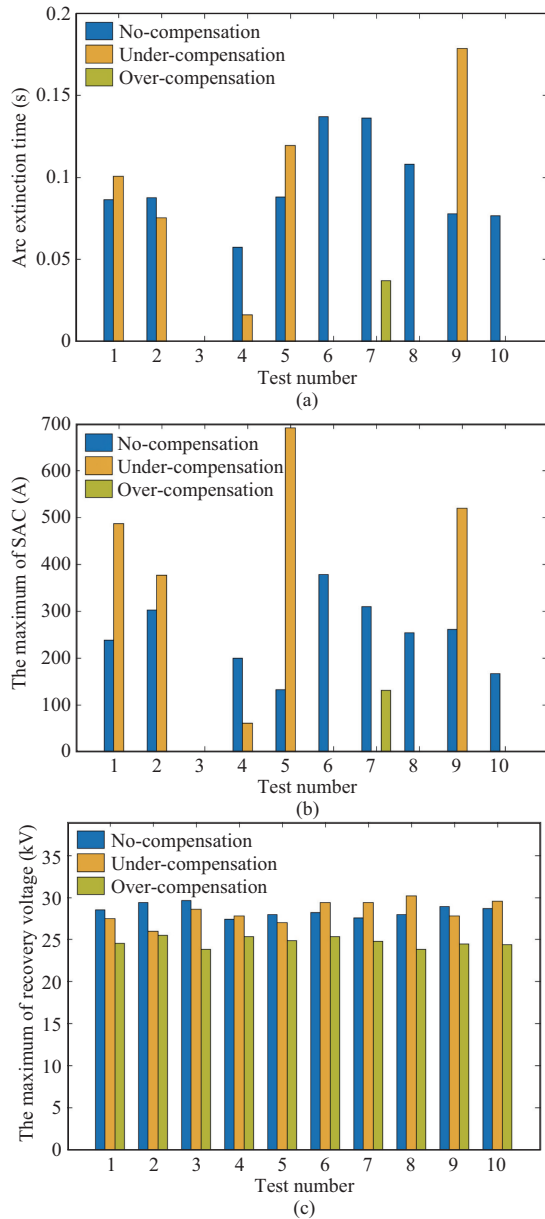 0.2
0.15
0.1
0.05
0
Arc extinction time (s)
No-compensation
Under-compensation
Over-compensation
1 2 3 4 5 6 7 8 9 10
Test number
(a)
700
600
500
400
300
200
100
0
The maximum of SAC (A)
No-compensation
Under-compensation
Over-compensation
1 2 3 4 5 6 7 8 9 10
Test number
(b)
35
30
25
20
15
10
5
0
The maximum of recovery voltage (kV)
No-compensation
Under-compensation
Over-compensation
1 2 3 4 5 6 7 8 9 10
Test number
(c)